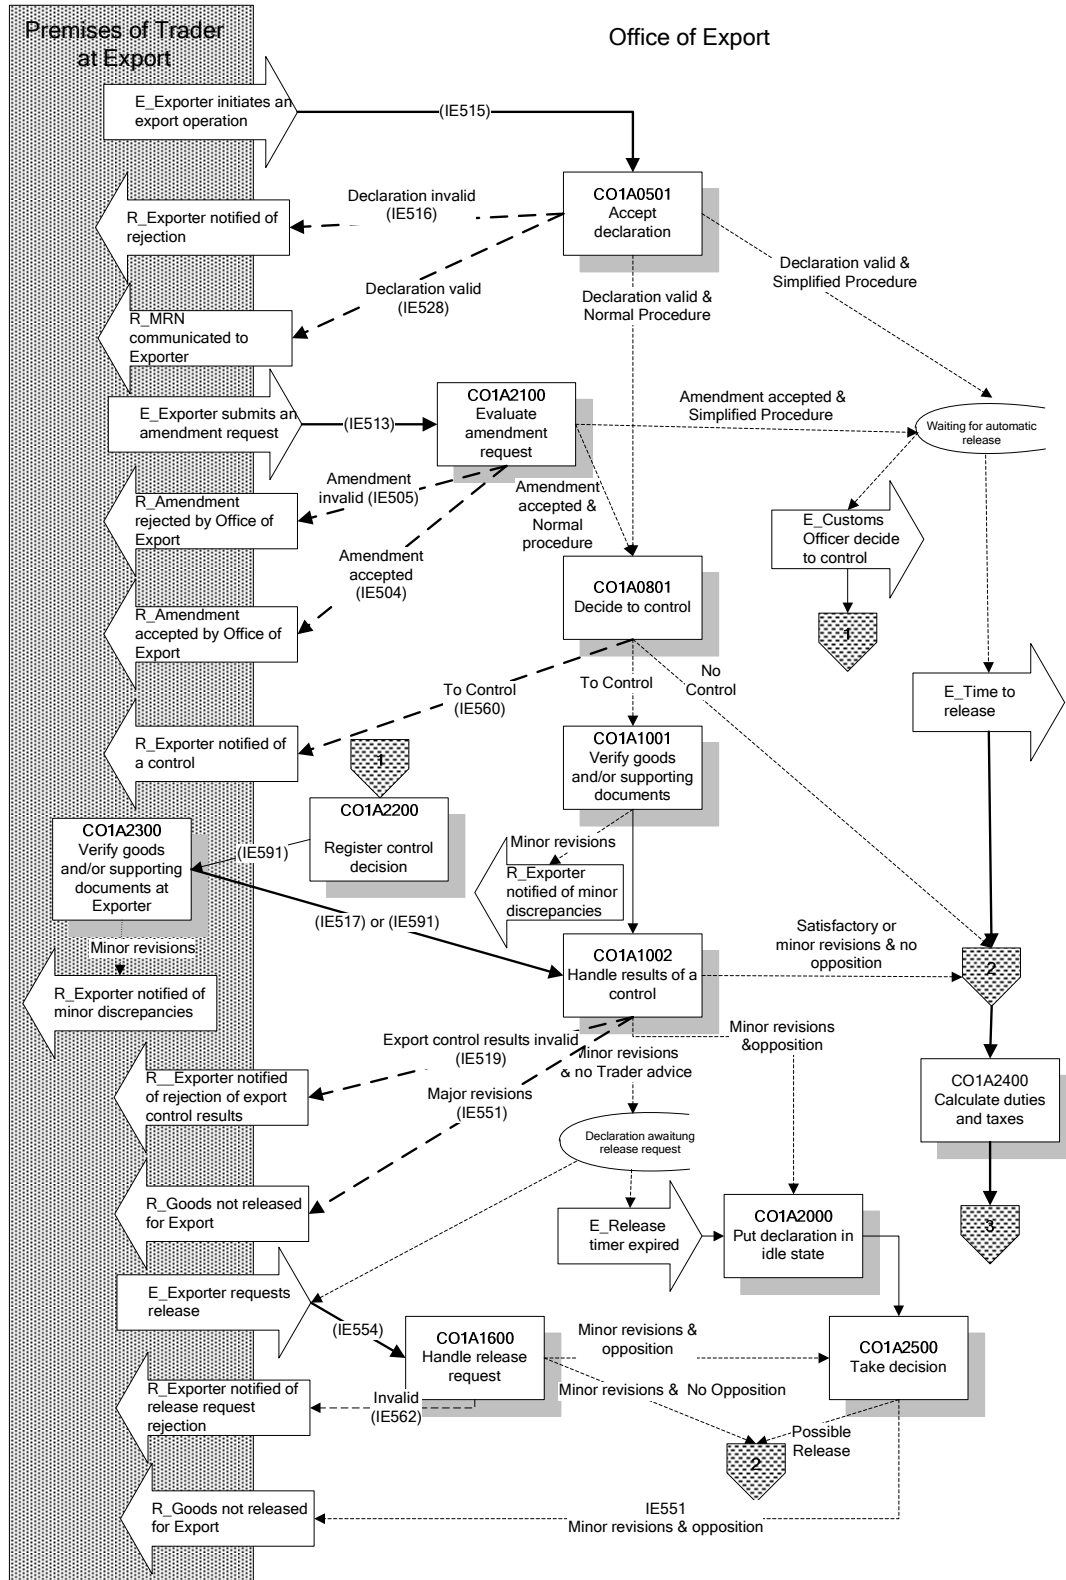 Premises of Trader
at Export
Office of Export
E_Exporter initiates an
export operation
(IE515)
CO1A0501
Accept
declaration
Declaration invalid
(IE516)
R_Exporter notified of
rejection
Declaration valid &
Simplified Procedure
Declaration valid
(IE528)
Declaration valid &
Normal Procedure
R_MRN
communicated to
Exporter
E_Exporter submits an
amendment request
(IE513)
CO1A2100
Evaluate
amendment
request
Amendment accepted &
Simplified Procedure
Waiting for automatic
release
Amendment
invalid (IE505)
Amendment
accepted &
Normal
procedure
R_Amendment
rejected by Office of
Export
E_Customs
Officer decide
to control
Amendment
accepted
(IE504)
CO1A0801
Decide to control
1
R_Amendment
accepted by Office of
Export
To Control
(IE560)
To Control
No
Control
E_Time to
release
R_Exporter notified of
a control
1
CO1A1001
Verify goods
and/or supporting
documents
CO1A2200
Register control
decision
CO1A2300
Verify goods
and/or supporting
documents at
Exporter
(IE591)
Minor revisions
R_Exporter
notified of minor
discrepancies
(IE517) or (IE591)
Satisfactory or
minor revisions & no
opposition
Minor revisions
CO1A1002
Handle results of a
control
2
R_Exporter notified of
minor discrepancies
Export control results invalid
(IE519)
Minor revisions
&opposition
Minor revisions
& no Trader advice
R__Exporter notified
of rejection of export
control results
Major revisions
(IE551)
CO1A2400
Calculate duties
and taxes
Declaration awaitung
release request
R_Goods not released
for Export
E_Release
timer expired
CO1A2000
Put declaration in
idle state
3
E_Exporter requests
release
(IE554)
CO1A1600
Handle release
request
Minor revisions &
opposition
CO1A2500
Take decision
R_Exporter notified of
release request
rejection
Invalid
(IE562)
Minor revisions & No Opposition
Possible
Release
2
R_Goods not released
for Export
IE551
Minor revisions & opposition